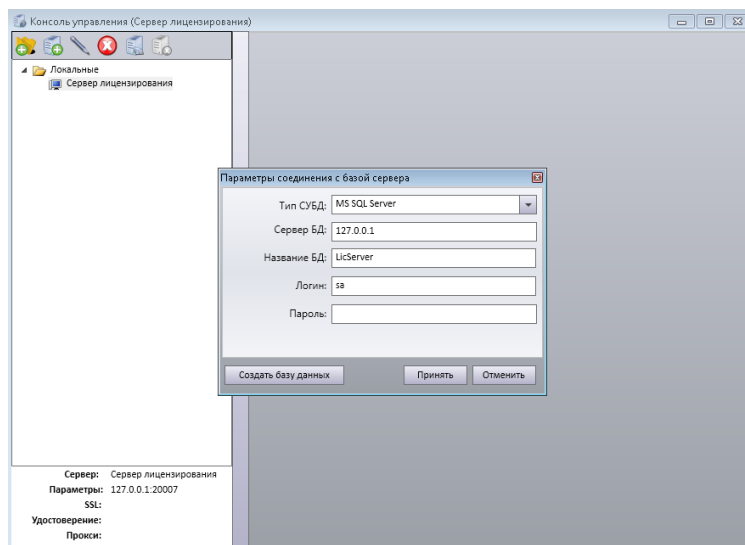 Консоль управления (Сервер лицензирования)
Локальные
Сервер лицензирования
Параметры соединения с базой сервера
Тип СУБД: MS SQL Server
Сервер БД: 127.0.0.1
Название БД: LicServer
Логин: sa
Пароль:
Создать базу данных Принять Отменить
Сервер: Сервер лицензирования
Параметры: 127.0.0.1:20007
SSL:
Удостоверение:
Прокси: